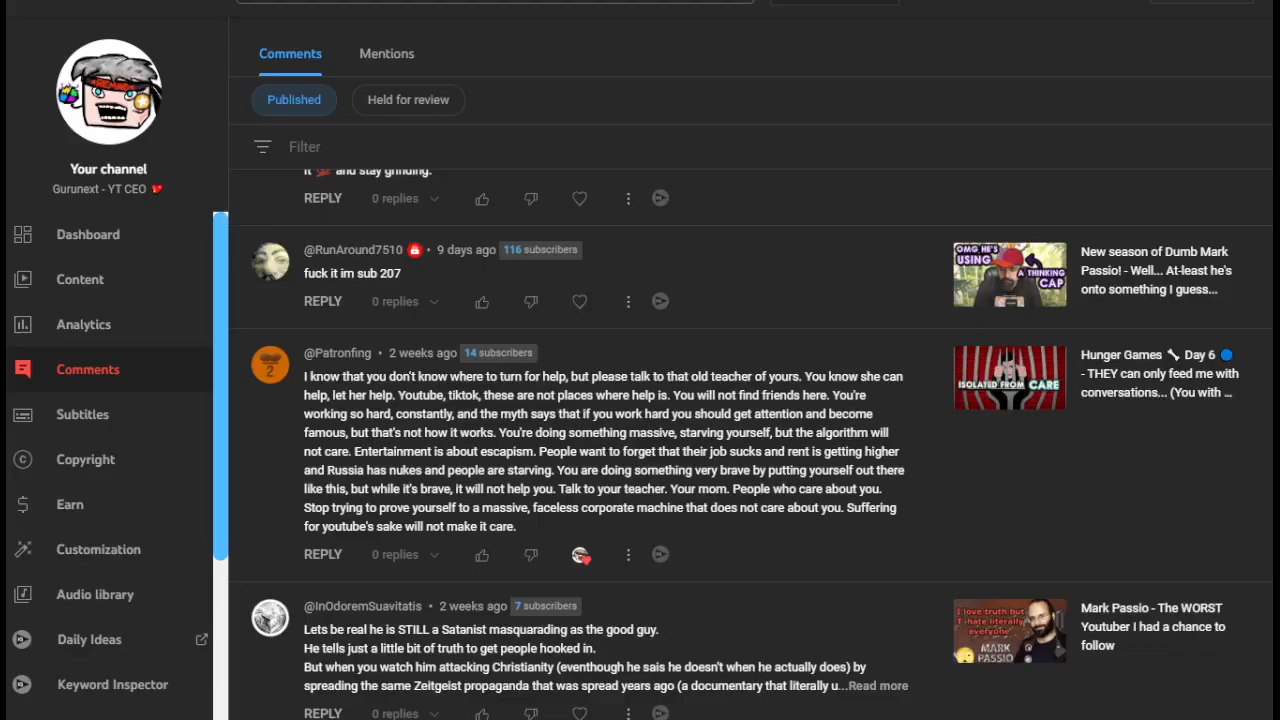 Comments
Mentions
Published
Held for review
Filter
REMIND
Your channel
Gurunext - YT CEO
Dashboard
Content
Analytics
Comments
Subtitles
Copyright
Earn
Customization
Audio library
Daily Ideas
Keyword Inspector
it 💯 and stay grinding.
REPLY 0 replies
@RunAround7510 • 9 days ago 116 subscribers
fuck it im sub 207
REPLY 0 replies
OMG HE'S
USING
A THINKING
CAP
New season of Dumb Mark
Passio! - Well... At-least he's
onto something I guess...
@Patronfing • 2 weeks ago 14 subscribers
I know that you don't know where to turn for help, but please talk to that old teacher of yours. You know she can
help, let her help. Youtube, tiktok, these are not places where help is. You will not find friends here. You're
working so hard, constantly, and the myth says that if you work hard you should get attention and become
famous, but that's not how it works. You're doing something massive, starving yourself, but the algorithm will
not care. Entertainment is about escapism. People want to forget that their job sucks and rent is getting higher
and Russia has nukes and people are starving. You are doing something very brave by putting yourself out there
like this, but while it's brave, it will not help you. Talk to your teacher. Your mom. People who care about you.
Stop trying to prove yourself to a massive, faceless corporate machine that does not care about you. Suffering
for youtube's sake will not make it care.
REPLY 0 replies
ISOLATED FROM CARE
Hunger Games 🔧 Day 6 🔵
- THEY can only feed me with
conversations... (You with ...
@InOdoremSuavitatis • 2 weeks ago 7 subscribers
Lets be real he is STILL a Satanist masquarading as the good guy.
He tells just a little bit of truth to get people hooked in.
But when you watch him attacking Christianity (eventhough he sais he doesn't when he actually does) by
spreading the same Zeitgeist propaganda that was spread years ago (a documentary that literally u...Read more
REPLY 0 replies
I love truth but
I hate literally
everyone
MARK
PASSIO
Mark Passio - The WORST
Youtuber I had a chance to
follow